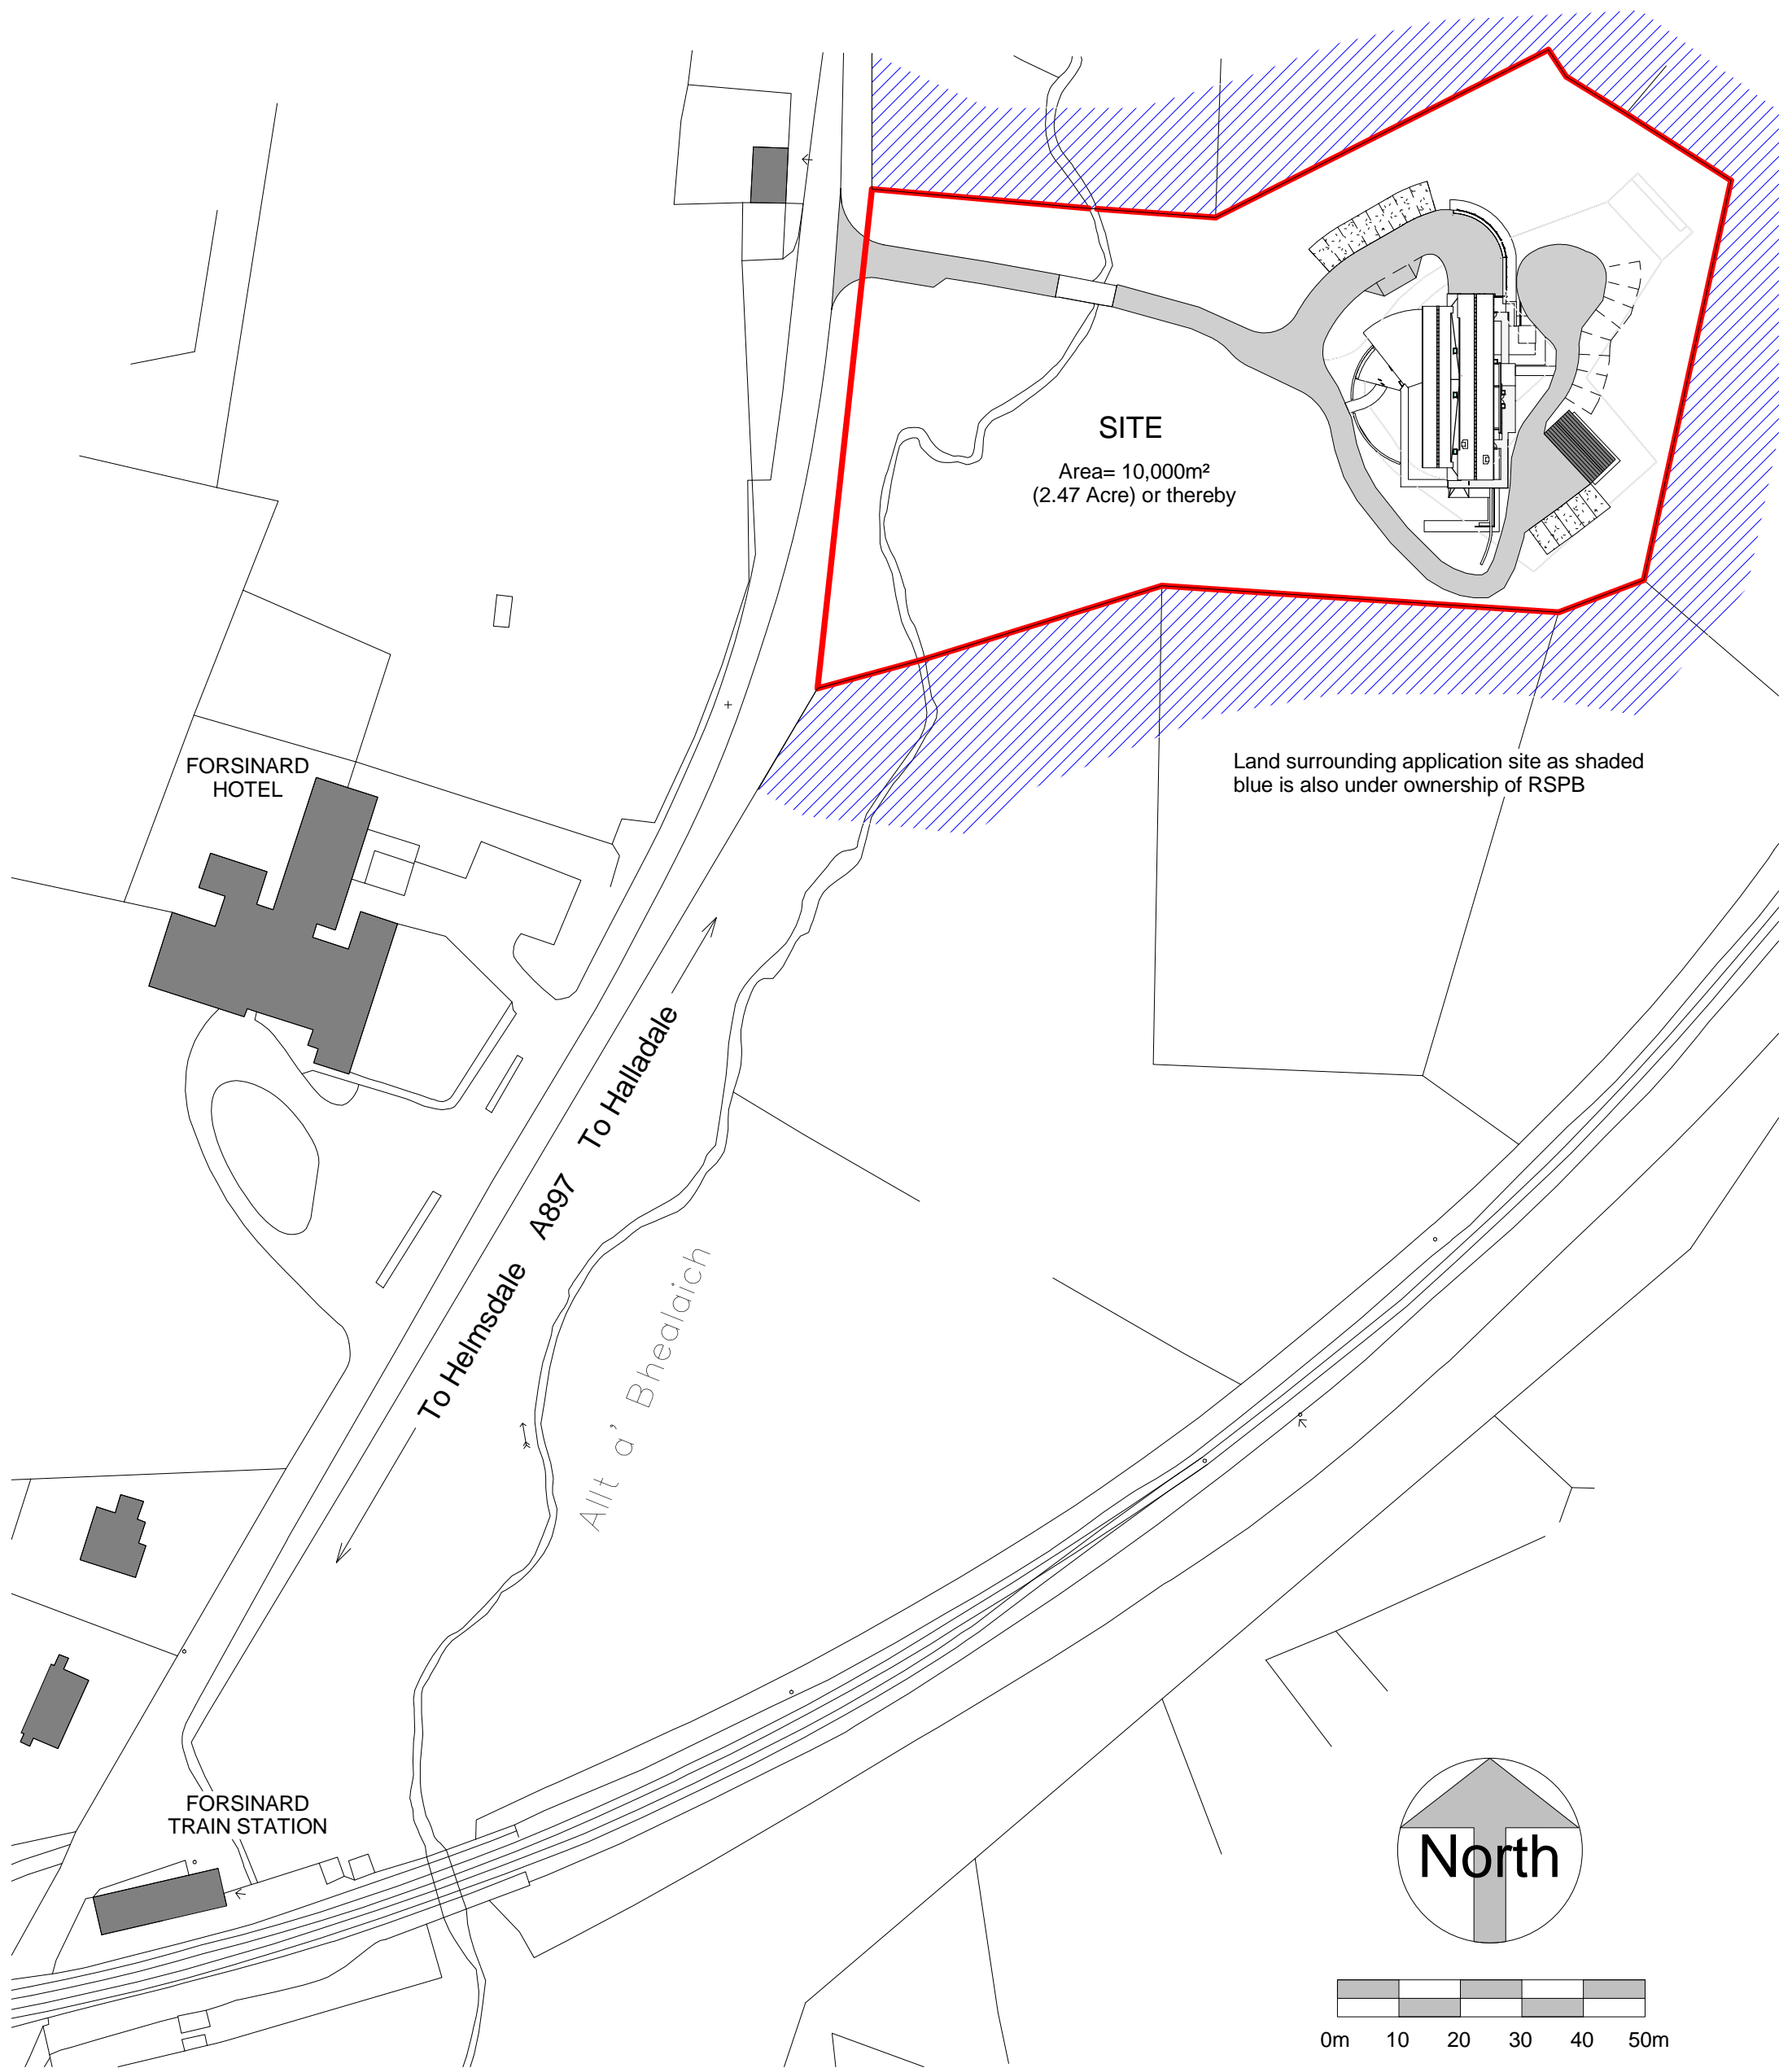 SITE
Area= 10,000m²
(2.47 Acre) or thereby
Land surrounding application site as shaded
blue is also under ownership of RSPB
FORSINARD
HOTEL
To Helmsdale A897 To Halladale
Allt a' Bhealaich
FORSINARD
TRAIN STATION
North
0m 10 20 30 40 50m